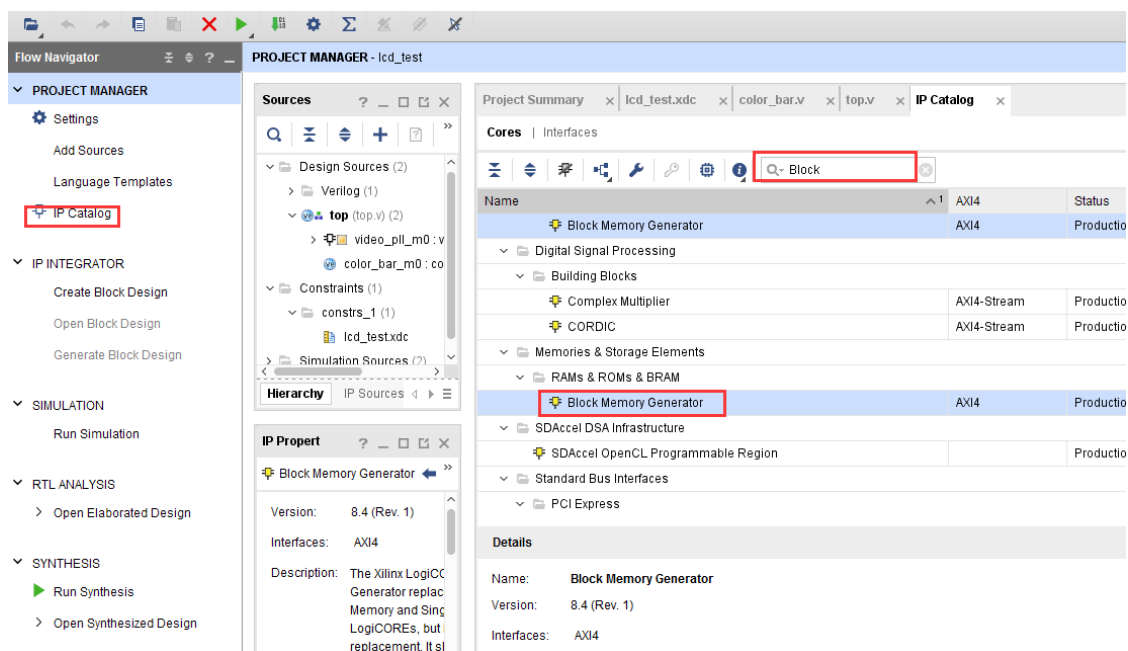 Flow Navigator
PROJECT MANAGER - lcd_test
PROJECT MANAGER
Settings
Add Sources
Language Templates
IP Catalog
IP INTEGRATOR
Create Block Design
Open Block Design
Generate Block Design
SIMULATION
Run Simulation
RTL ANALYSIS
Open Elaborated Design
SYNTHESIS
Run Synthesis
Open Synthesized Design
Sources
Design Sources (2)
Verilog (1)
top (top.v) (2)
video_pll_m0 : v
color_bar_m0 : co
Constraints (1)
constrs_1 (1)
lcd_test.xdc
Simulation Sources (2)
Hierarchy IP Sources
IP Propert
Block Memory Generator
Version: 8.4 (Rev. 1)
Interfaces: AXI4
Description: The Xilinx LogiCO
Generator replac
Memory and Sing
LogiCOREs, but
replacement. It sl
Project Summary lcd_test.xdc color_bar.v top.v IP Catalog
Cores | Interfaces
Block
Name 1 AXI4 Status
Block Memory Generator AXI4 Productio
Digital Signal Processing
Building Blocks
Complex Multiplier AXI4-Stream Productio
CORDIC AXI4-Stream Productio
Memories & Storage Elements
RAMs & ROMs & BRAM
Block Memory Generator AXI4 Productio
SDAccel DSA Infrastructure
SDAccel OpenCL Programmable Region Productio
Standard Bus Interfaces
PCI Express
Details
Name: Block Memory Generator
Version: 8.4 (Rev. 1)
Interfaces: AXI4